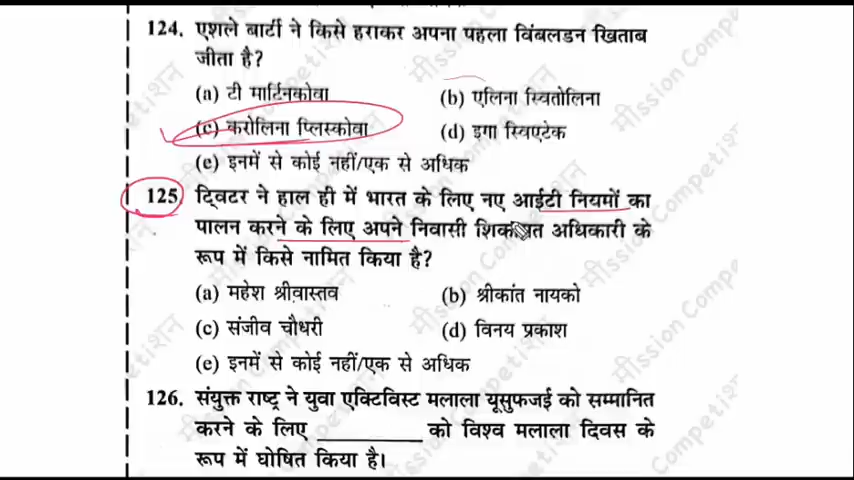 124. एशले बार्टी ने किसे हराकर अपना पहला विंबलडन खिताब
जीता है?
(a) टी मार्टिनकोवा (b) एलिना स्वितोलिना
(c) करोलिना प्लिस्कोवा (d) इगा स्विएटेक
(e) इनमें से कोई नहीं/एक से अधिक
125 ट्विटर ने हाल ही में भारत के लिए नए आईटी नियमों का
पालन करने के लिए अपने निवासी शिकायत अधिकारी के
रूप में किसे नामित किया है?
(a) महेश श्रीवास्तव (b) श्रीकांत नायको
(c) संजीव चौधरी (d) विनय प्रकाश
(e) इनमें से कोई नहीं/एक से अधिक
126. संयुक्त राष्ट्र ने युवा एक्टिविस्ट मलाला यूसुफजई को सम्मानित
करने के लिए __________ को विश्व मलाला दिवस के
रूप में घोषित किया है।